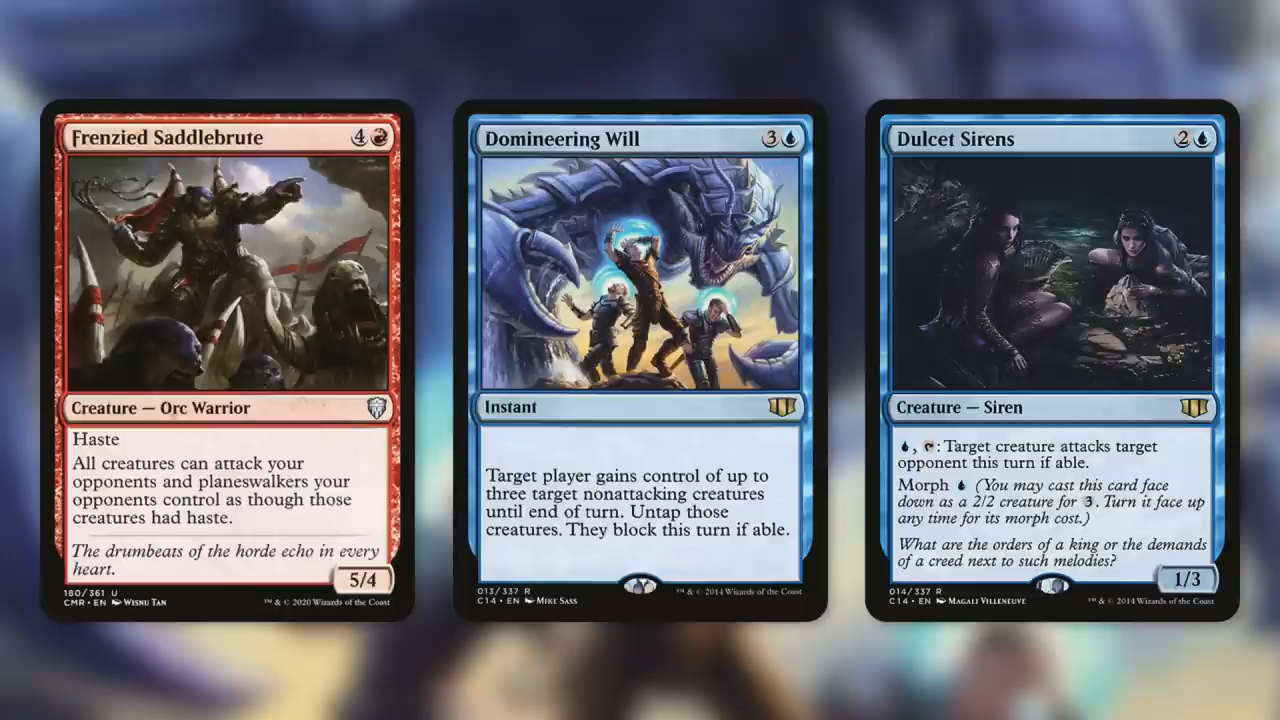 Frenzied Saddlebrute 4
Creature — Orc Warrior
Haste
All creatures can attack your
opponents and planeswalkers your
opponents control as though those
creatures had haste.
The drumbeats of the horde echo in every
heart.
5/4
180/361 U
CMR • EN Wisnu Tan
™ & © 2020 Wizards of the Coast
Domineering Will 3
Instant
Target player gains control of up to
three target nonattacking creatures
until end of turn. Untap those
creatures. They block this turn if able.
013/337 R
C14 • EN Mike Sass
™ & © 2014 Wizards of the Coast
Dulcet Sirens 2
Creature — Siren
, : Target creature attacks target
opponent this turn if able.
Morph (You may cast this card face
down as a 2/2 creature for 3. Turn it face up
any time for its morph cost.)
What are the orders of a king or the demands
of a creed next to such melodies?
1/3
014/337 R
C14 • EN Magali Villeneuve
™ & © 2014 Wizards of the Coast